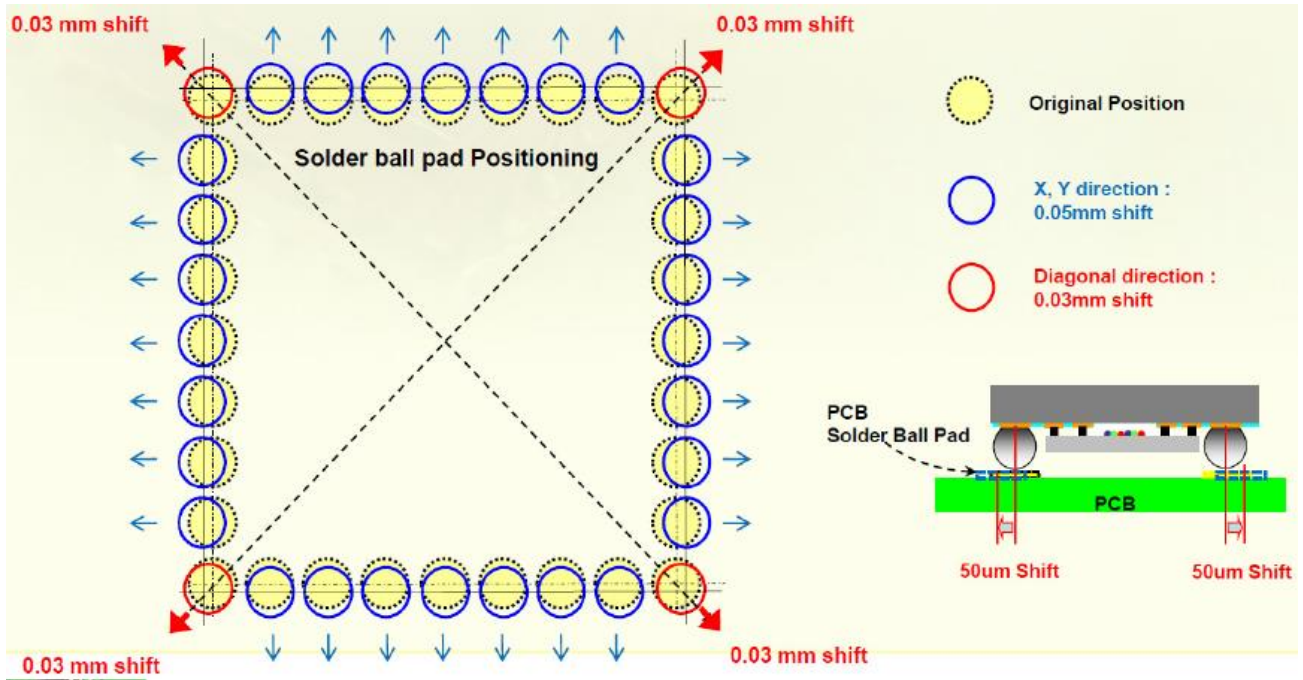 0.03 mm shift
0.03 mm shift
Solder ball pad Positioning
Original Position
X, Y direction :
0.05mm shift
Diagonal direction :
0.03mm shift
PCB
Solder Ball Pad
PCB
50um Shift
50um Shift
0.03 mm shift
0.03 mm shift